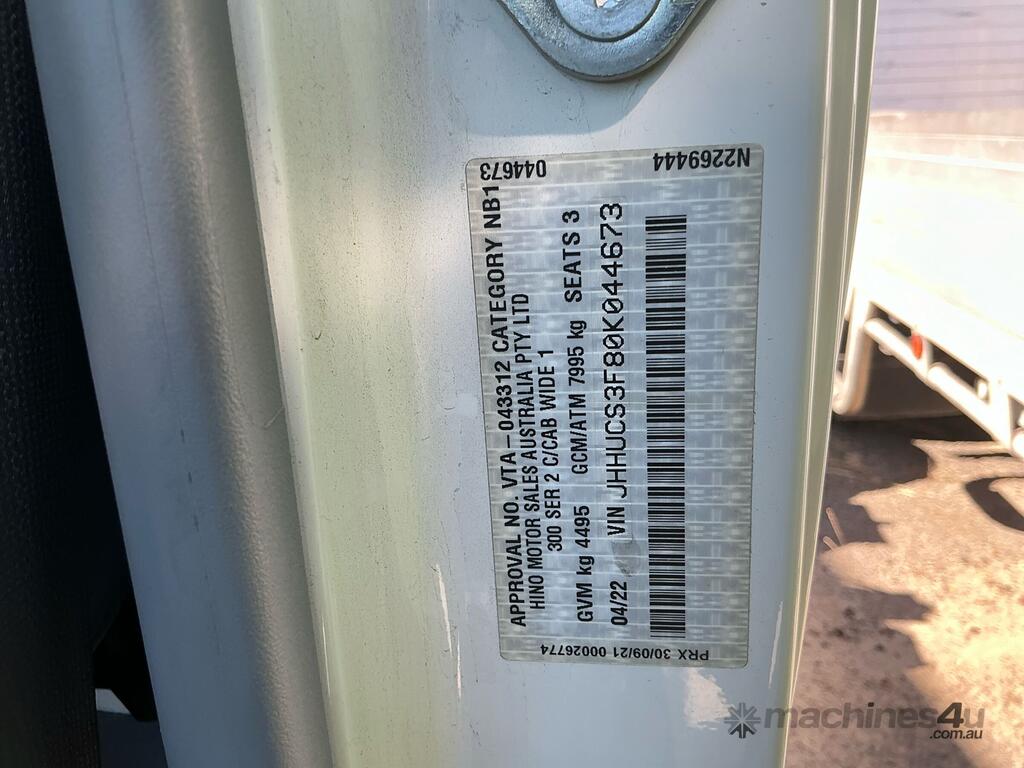 044673
N2269444
APPROVAL NO. VTA-043312 CATEGORY NB1
HINO MOTOR SALES AUSTRALIA PTY LTD
300 SER 2 C/CAB WIDE 1
GVM Kg 4495 GCM/ATM 7995 kg SEATS 3
04/22 VIN JHHUCS3F80K044673
PRX 30/09/21 00026774
machines4u
.com.au